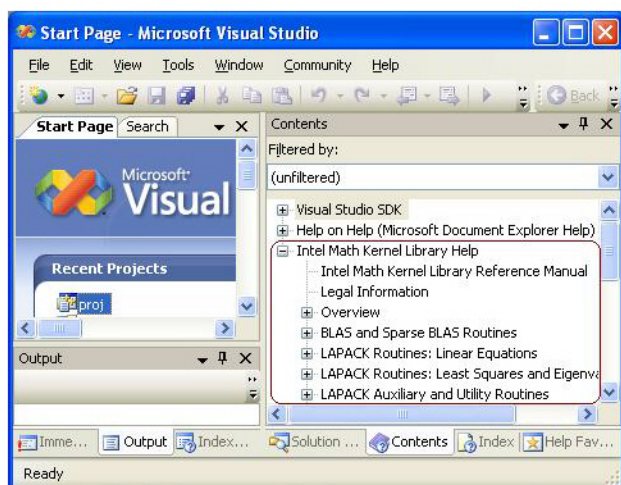 Start Page - Microsoft Visual Studio
File Edit View Tools Window Community Help
Back
Start Page Search
Microsoft
Visual
Recent Projects
proj
Contents
Filtered by:
(unfiltered)
Visual Studio SDK
Help on Help (Microsoft Document Explorer Help)
Intel Math Kernel Library Help
Intel Math Kernel Library Reference Manual
Legal Information
Overview
BLAS and Sparse BLAS Routines
LAPACK Routines: Linear Equations
LAPACK Routines: Least Squares and Eigenva
LAPACK Auxiliary and Utility Routines
Output
Imme... Output Index... Solution ... Contents Index Help Fav...
Ready